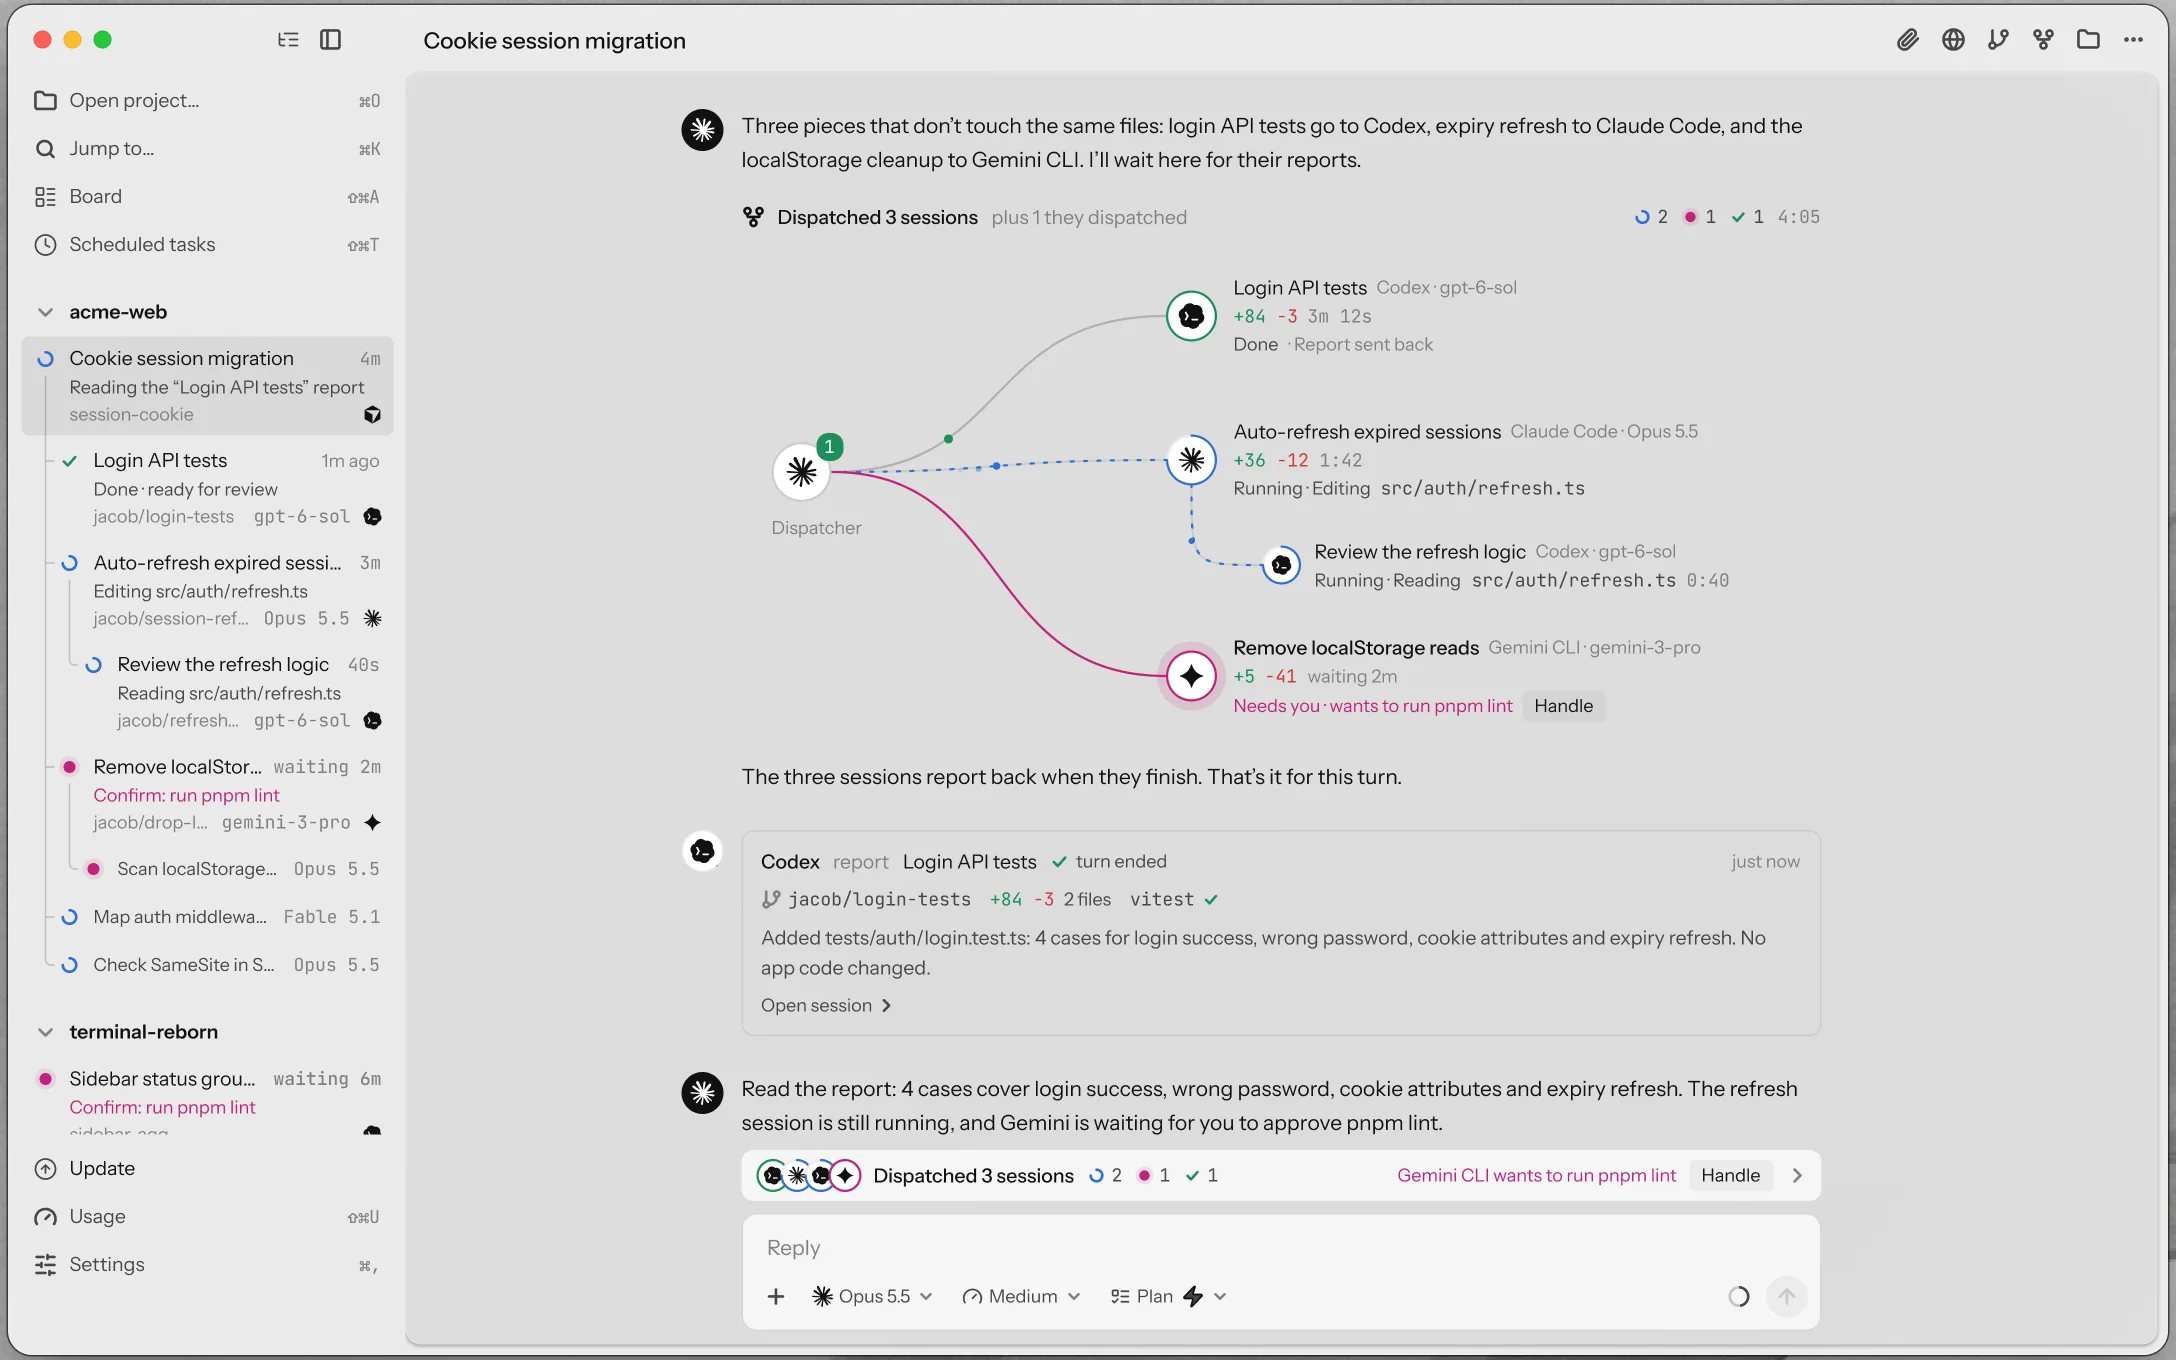 Cookie session migration
Open project... ⌘O
Jump to... ⌘K
Board ⇧⌘A
Scheduled tasks ⇧⌘T
acme-web
Cookie session migration 4m
Reading the “Login API tests” report
session-cookie
Login API tests 1m ago
Done · ready for review
jacob/login-tests gpt-6-sol
Auto-refresh expired sessi... 3m
Editing src/auth/refresh.ts
jacob/session-ref... Opus 5.5
Review the refresh logic 40s
Reading src/auth/refresh.ts
jacob/refresh... gpt-6-sol
Remove localStor... waiting 2m
Confirm: run pnpm lint
jacob/drop-l... gemini-3-pro
Scan localStorage... Opus 5.5
Map auth middlewa... Fable 5.1
Check SameSite in S... Opus 5.5
terminal-reborn
Sidebar status grou... waiting 6m
Confirm: run pnpm lint
Update
Usage ⇧⌘U
Settings ⌘,
Three pieces that don’t touch the same files: login API tests go to Codex, expiry refresh to Claude Code, and the
localStorage cleanup to Gemini CLI. I’ll wait here for their reports.
Dispatched 3 sessions plus 1 they dispatched 2 1 1 4:05
Login API tests Codex · gpt-6-sol
+84 -3 3m 12s
Done · Report sent back
1
Dispatcher
Auto-refresh expired sessions Claude Code · Opus 5.5
+36 -12 1:42
Running · Editing src/auth/refresh.ts
Review the refresh logic Codex · gpt-6-sol
Running · Reading src/auth/refresh.ts 0:40
Remove localStorage reads Gemini CLI · gemini-3-pro
+5 -41 waiting 2m
Needs you · wants to run pnpm lint Handle
The three sessions report back when they finish. That’s it for this turn.
Codex report Login API tests turn ended just now
jacob/login-tests +84 -3 2 files vitest
Added tests/auth/login.test.ts: 4 cases for login success, wrong password, cookie attributes and expiry refresh. No
app code changed.
Open session
Read the report: 4 cases cover login success, wrong password, cookie attributes and expiry refresh. The refresh
session is still running, and Gemini is waiting for you to approve pnpm lint.
Dispatched 3 sessions 2 1 1 Gemini CLI wants to run pnpm lint Handle
Reply
Opus 5.5 Medium Plan